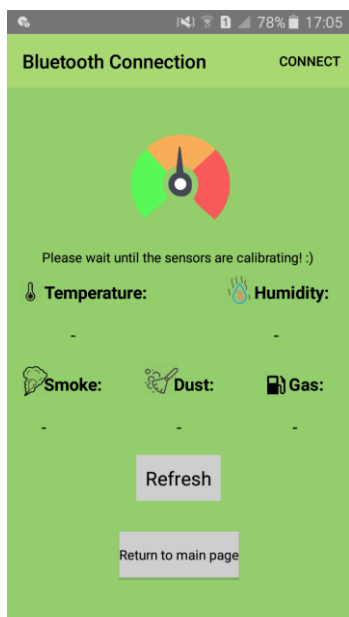 1 78% 17:05
Bluetooth Connection CONNECT
Please wait until the sensors are calibrating! :)
Temperature: Humidity:
- -
Smoke: Dust: Gas:
- - -
Refresh
Return to main page